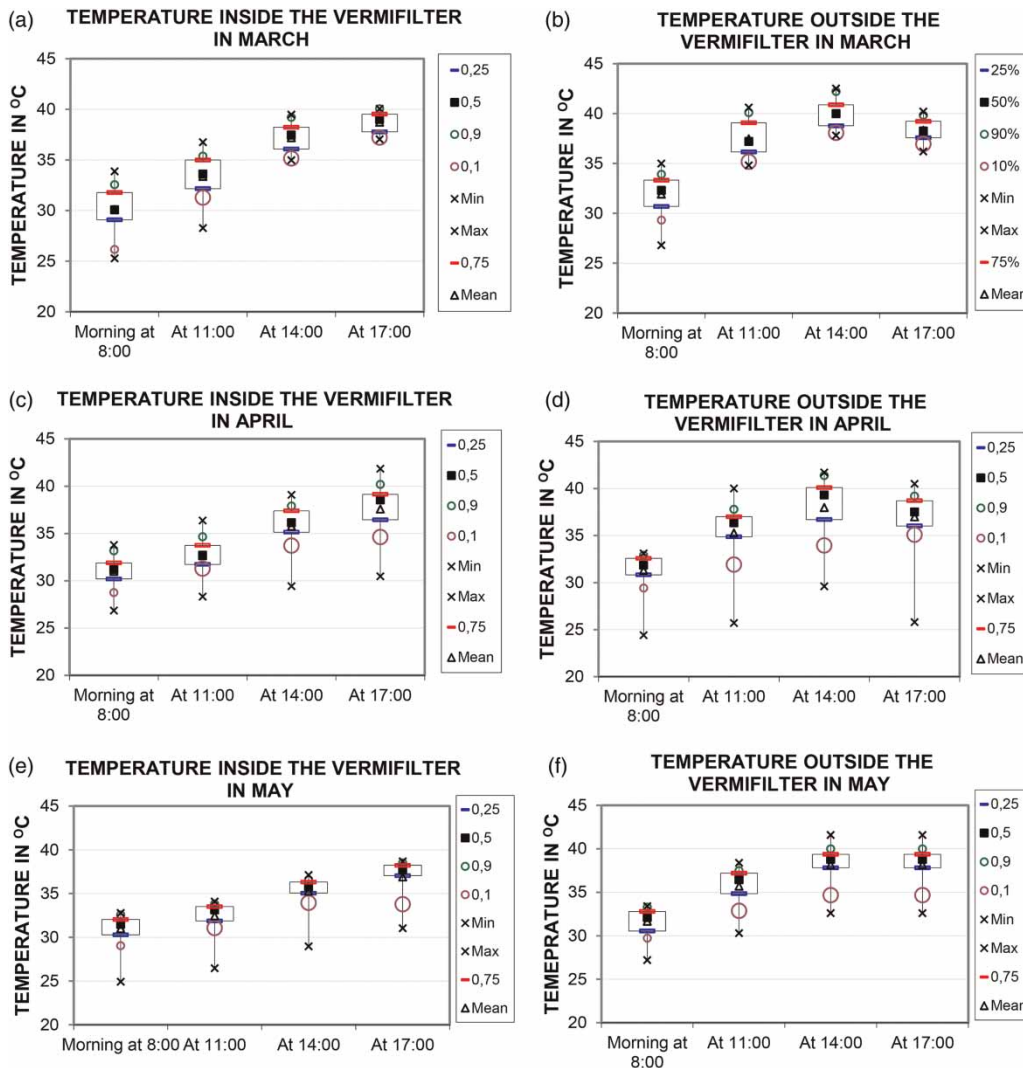 (a)
TEMPERATURE INSIDE THE VERMIFILTER
IN MARCH
TEMPERATURE IN ºC
45
40
35
30
25
20
Morning at
8:00
At 11:00
At 14:00
At 17:00
0,25
0,5
0,9
0,1
Min
Max
0,75
Mean
(b)
TEMPERATURE OUTSIDE THE
VERMIFILTER IN MARCH
TEMPERATURE IN ºC
45
40
35
30
25
20
Morning at
8:00
At 11:00
At 14:00
At 17:00
25%
50%
90%
10%
Min
Max
75%
Mean
(c)
TEMPERATURE INSIDE THE VERMIFILTER
IN APRIL
TEMPERATURE IN ºC
45
40
35
30
25
20
Morning at
8:00
At 11:00
At 14:00
At 17:00
0,25
0,5
0,9
0,1
Min
Max
0,75
Mean
(d)
TEMPERATURE OUTSIDE THE
VERMIFILTER IN APRIL
TEMPERATURE IN ºC
45
40
35
30
25
20
Morning at
8:00
At 11:00
At 14:00
At 17:00
0,25
0,5
0,9
0,1
Min
Max
0,75
Mean
(e)
TEMPERATURE INSIDE THE VERMIFILTER
IN MAY
TEMPERATURE IN ºC
45
40
35
30
25
20
Morning at 8:00
At 11:00
At 14:00
At 17:00
0,25
0,5
0,9
0,1
Min
Max
0,75
Mean
(f)
TEMPERATURE OUTSIDE THE
VERMIFILTER IN MAY
TEMEPRATURE IN ºC
45
40
35
30
25
20
Morning at
8:00
At 11:00
At 14:00
At 17:00
0,25
0,5
0,9
0,1
Min
Max
0,75
Mean